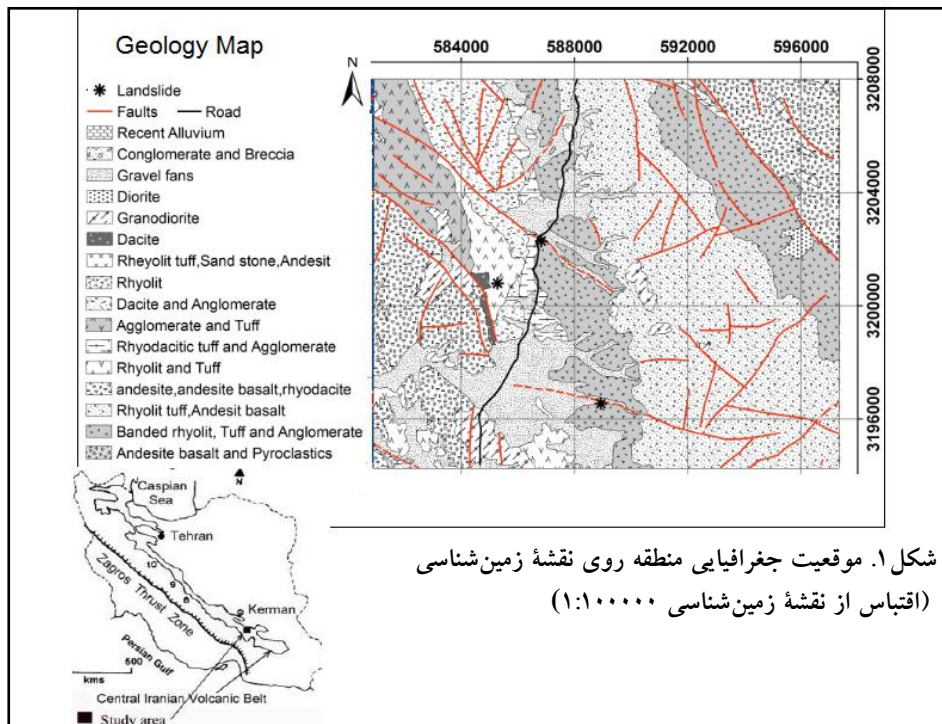 Geology Map
Landslide
Faults Road
Recent Alluvium
Conglomerate and Breccia
Gravel fans
Diorite
Granodiorite
Dacite
Rheyolit tuff,Sand stone,Andesit
Rhyolit
Dacite and Anglomerate
Agglomerate and Tuff
Rhyodacitic tuff and Agglomerate
Rhyolit and Tuff
andesite,andesite basalt,rhyodacite
Rhyolit tuff,Andesit basalt
Banded rhyolit, Tuff and Anglomerate
Andesite basalt and Pyroclastics
N
584000 588000 592000 596000
3208000
3204000
3200000
3196000
N
Caspian
Sea
Tehran
10
9
8
Kerman
Zagros Thrust Zone
Persian Gulf
500
kms
Central Iranian Volcanic Belt
Study area
شکل۱. موقعیت جغرافیایی منطقه روی نقشهٔ زمین‌شناسی
(اقتباس از نقشهٔ زمین‌شناسی ۱:۱۰۰۰۰۰)